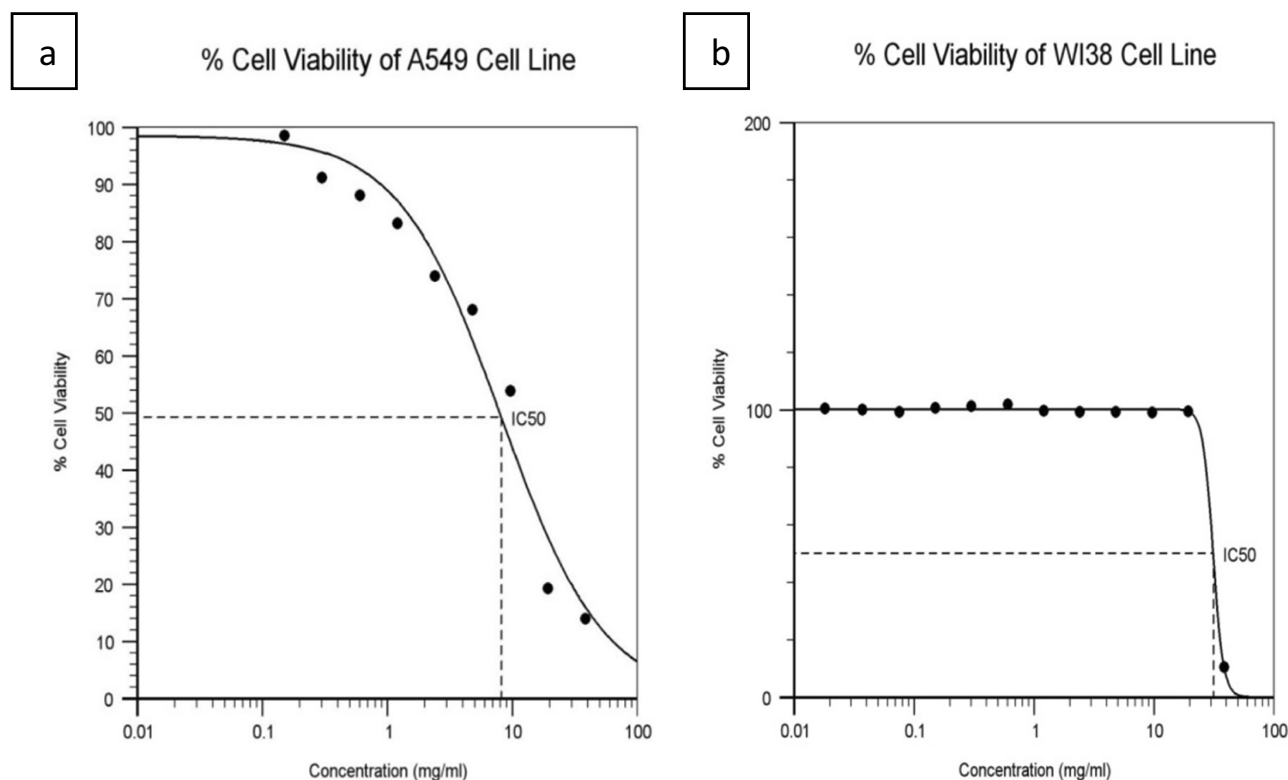 a
% Cell Viability of A549 Cell Line
100
90
80
70
60
50
40
30
20
10
0
% Cell Viability
IC50
0.01 0.1 1 10 100
Concentration (mg/ml)
b
% Cell Viability of WI38 Cell Line
200
100
0
% Cell Viability
IC50
0.01 0.1 1 10 100
Concentration (mg/ml)